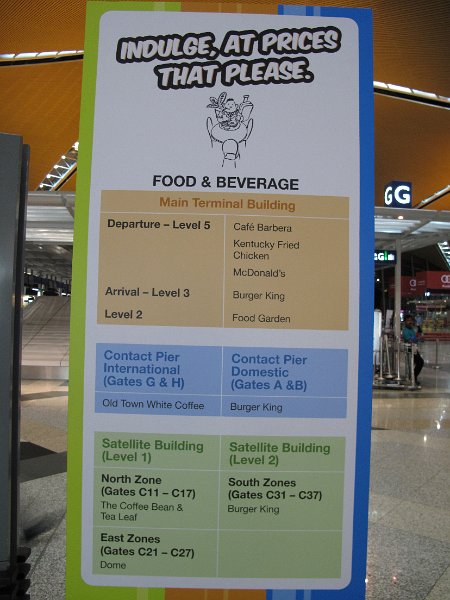 INDULGE, AT PRICES
THAT PLEASE.
FOOD & BEVERAGE
Main Terminal Building
Departure – Level 5
Café Barbera
Kentucky Fried
Chicken
McDonald's
Arrival – Level 3
Burger King
Level 2
Food Garden
Contact Pier
International
(Gates G & H)
Contact Pier
Domestic
(Gates A &B)
Old Town White Coffee
Burger King
Satellite Building
(Level 1)
Satellite Building
(Level 2)
North Zone
(Gates C11 – C17)
The Coffee Bean &
Tea Leaf
South Zones
(Gates C31 – C37)
Burger King
East Zones
(Gates C21 – C27)
Dome
G
G